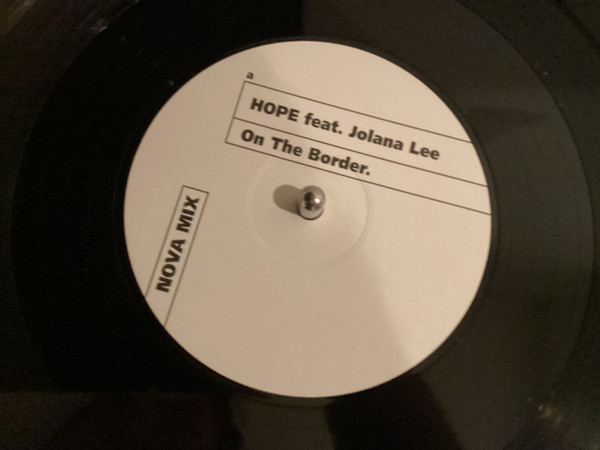 a
HOPE feat. Jolana Lee
On The Border.
NOVA MIX